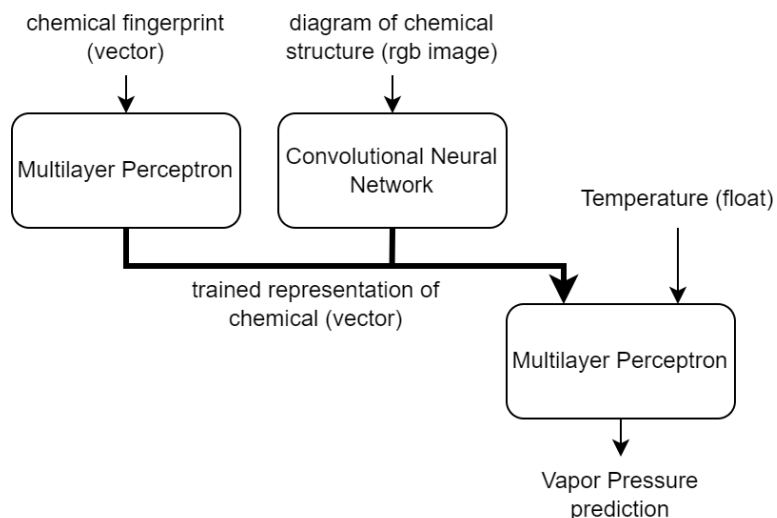 chemical fingerprint
(vector)
diagram of chemical
structure (rgb image)
Multilayer Perceptron
Convolutional Neural
Network
Temperature (float)
trained representation of
chemical (vector)
Multilayer Perceptron
Vapor Pressure
prediction